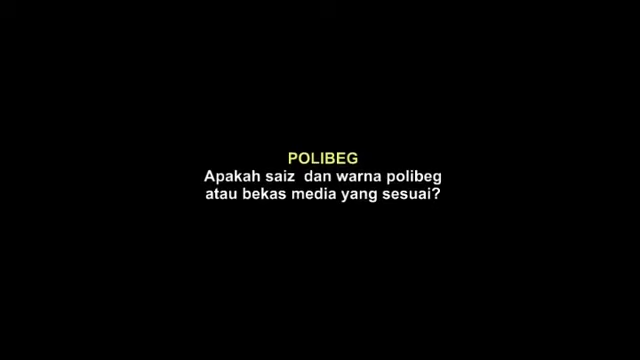 POLIBEG
Apakah saiz dan warna polibeg
atau bekas media yang sesuai?